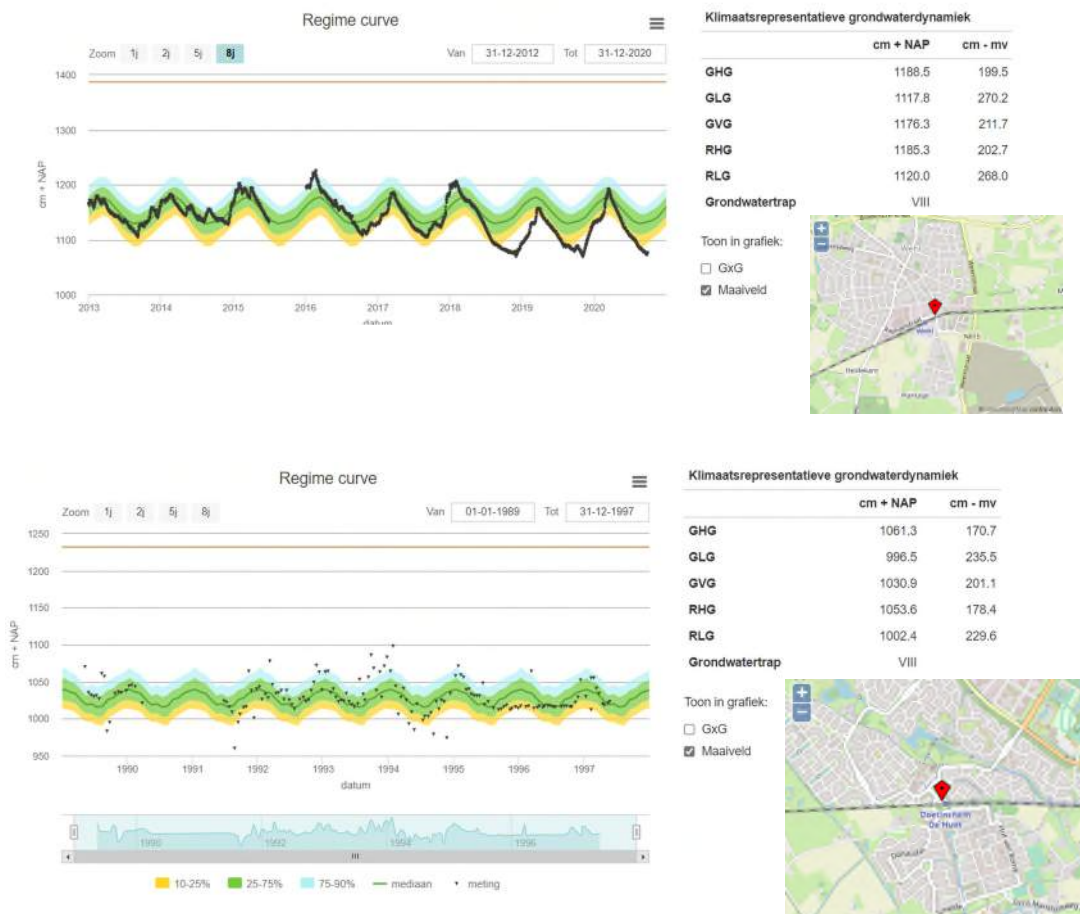 Regime curve
Zoom 1j 2j 5j 8j Van 31-12-2012 Tot 31-12-2020
1400
1300
1200
1100
1000
cm + NAP
2013 2014 2015 2016 2017 2018 2019 2020
datum
Klimaatsrepresentatieve grondwaterdynamiek
cm + NAP cm - mv
GHG 1188.5 199.5
GLG 1117.8 270.2
GVG 1176.3 211.7
RHG 1185.3 202.7
RLG 1120.0 268.0
Grondwatertrap VIII
Toon in grafiek:
GxG
Maaiveld
+
−
Wehl
Wehl
N815
Heidekant
Regime curve
Zoom 1j 2j 5j 8j Van 01-01-1989 Tot 31-12-1997
1250
1200
1150
1100
1050
1000
950
cm + NAP
1990 1991 1992 1993 1994 1995 1996 1997
datum
1990 1992 1994 1996
10-25% 25-75% 75-90% mediaan meting
Klimaatsrepresentatieve grondwaterdynamiek
cm + NAP cm - mv
GHG 1061.3 170.7
GLG 996.5 235.5
GVG 1030.9 201.1
RHG 1053.6 178.4
RLG 1002.4 229.6
Grondwatertrap VIII
Toon in grafiek:
GxG
Maaiveld
+
−
Doetinchem
De Huet